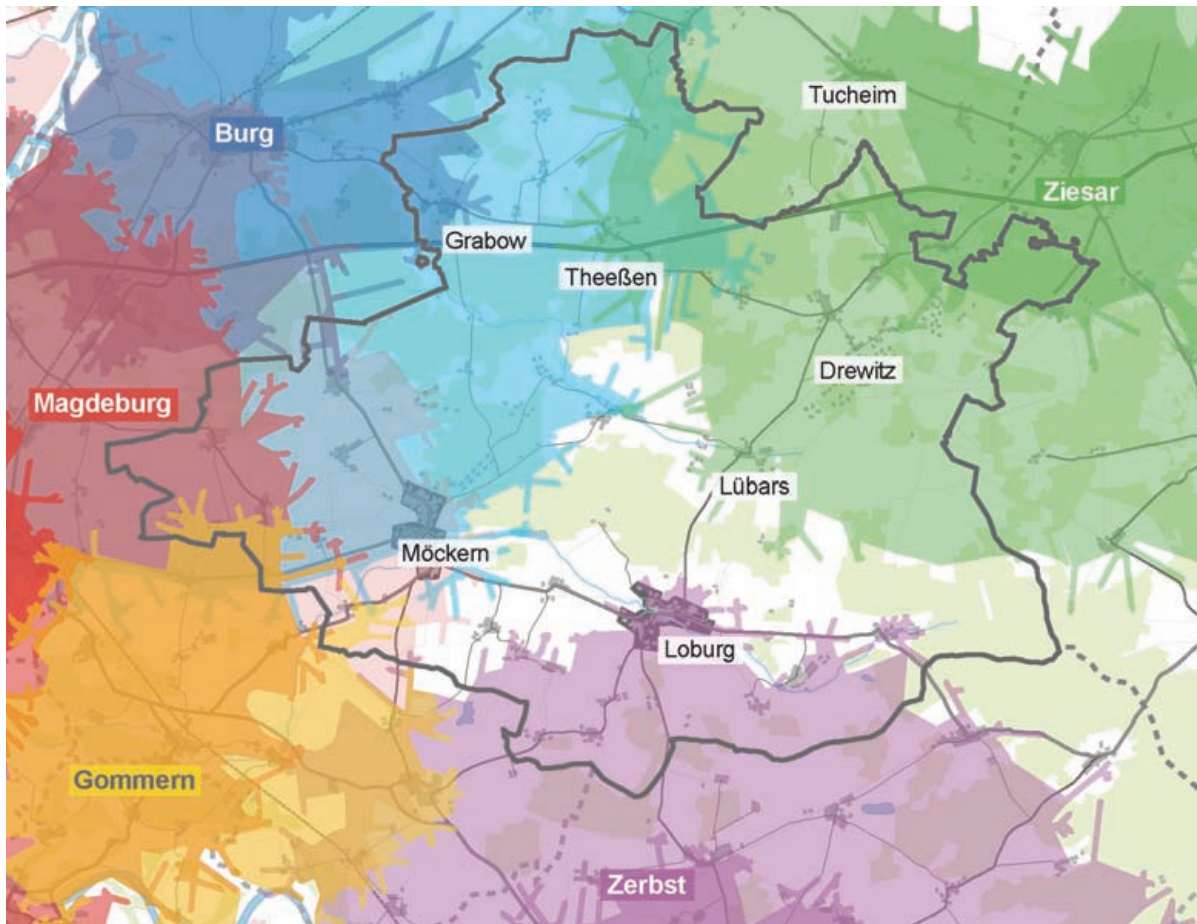 Tucheim
Burg
Ziesar
Grabow
Theeßen
Drewitz
Magdeburg
Lübars
Möckern
Loburg
Gommern
Zerbst